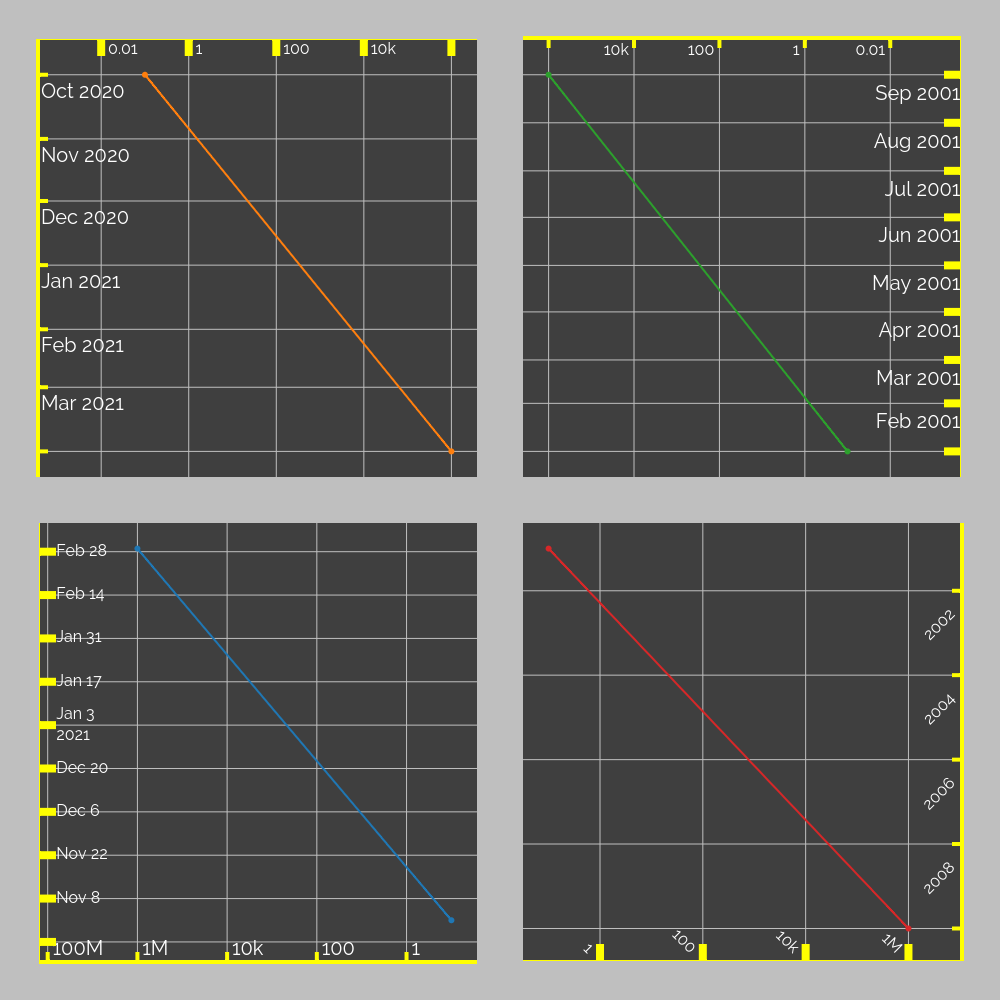 0.01 1 100 10k
Oct 2020
Nov 2020
Dec 2020
Jan 2021
Feb 2021
Mar 2021
10k 100 1 0.01
Sep 2001
Aug 2001
Jul 2001
Jun 2001
May 2001
Apr 2001
Mar 2001
Feb 2001
Feb 28
Feb 14
Jan 31
Jan 17
Jan 3
2021
Dec 20
Dec 6
Nov 22
Nov 8
100M 1M 10k 100 1
2002
2004
2006
2008
1 100 10k 1M